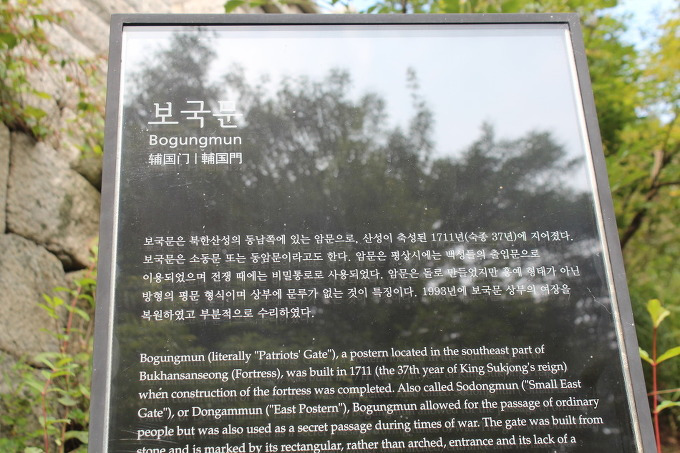 보국문
Bogungmun
辅国门 | 輔国門
보국문은 북한산성의 동남쪽에 있는 암문으로, 산성이 축성된 1711년(숙종 37년)에 지어졌다.
보국문은 소동문 또는 동암문이라고도 한다. 암문은 평상시에는 백성들의 출입문으로
이용되었으며 전쟁 때에는 비밀통로로 사용되었다. 암문은 돌로 만들었지만 홍예 형태가 아닌
방형의 평문 형식이며 상부에 문루가 없는 것이 특징이다. 1993년에 보국문 상부의 여장을
복원하였고 부분적으로 수리하였다.
Bogungmun (literally "Patriots' Gate"), a postern located in the southeast part of
Bukhansanseong (Fortress), was built in 1711 (the 37th year of King Sukjong's reign)
when construction of the fortress was completed. Also called Sodongmun ("Small East
Gate"), or Dongammun ("East Postern"), Bogungmun allowed for the passage of ordinary
people but was also used as a secret passage during times of war. The gate was built from
stone and is marked by its rectangular, rather than arched, entrance and its lack of a